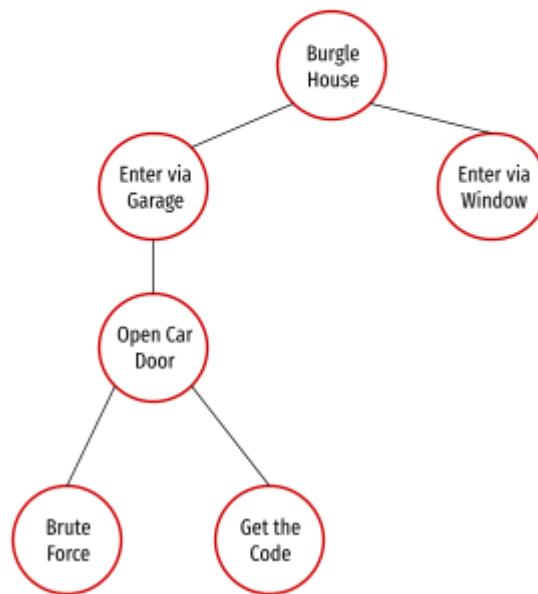 Burgle
House
Enter via
Garage
Enter via
Window
Open Car
Door
Brute
Force
Get the
Code